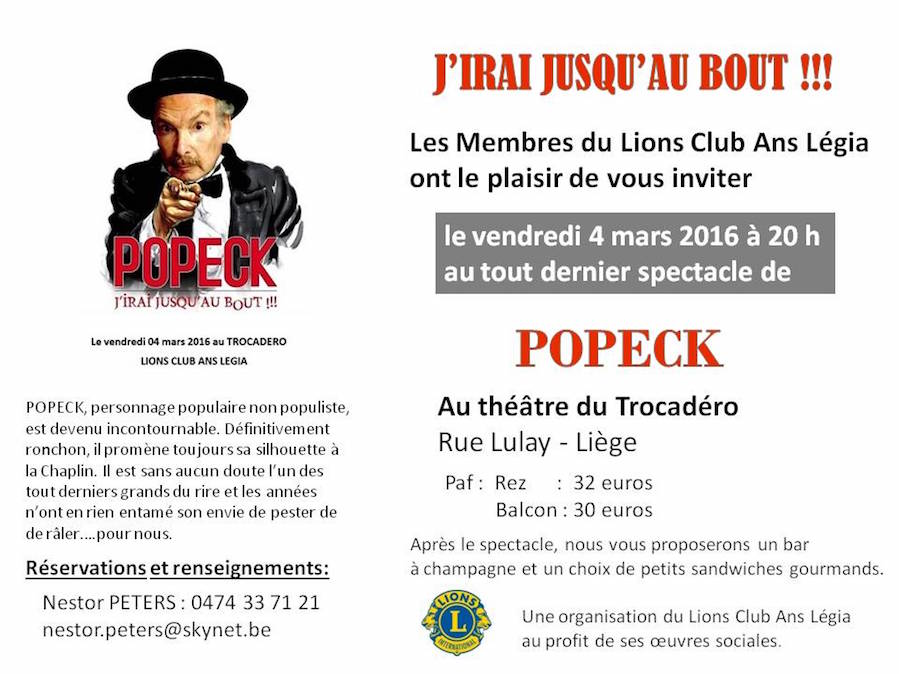 POPECK
J'IRAI JUSQU'AU BOUT !!!
Le vendredi 04 mars 2016 au TROCADERO
LIONS CLUB ANS LEGIA
POPECK, personnage populaire non populiste,
est devenu incontournable. Définitivement
ronchon, il promène toujours sa silhouette à
la Chaplin. Il est sans aucun doute l'un des
tout derniers grands du rire et les années
n'ont en rien entamé son envie de pester de
de râler....pour nous.
Réservations et renseignements:
Nestor PETERS : 0474 33 71 21
nestor.peters@skynet.be
J'IRAI JUSQU'AU BOUT !!!
Les Membres du Lions Club Ans Légia
ont le plaisir de vous inviter
le vendredi 4 mars 2016 à 20 h
au tout dernier spectacle de
POPECK
Au théâtre du Trocadéro
Rue Lulay - Liège
Paf : Rez : 32 euros
Balcon : 30 euros
Après le spectacle, nous vous proposerons un bar
à champagne et un choix de petits sandwiches gourmands.
LIONS
L
INTERNATIONAL
Une organisation du Lions Club Ans Légia
au profit de ses œuvres sociales.